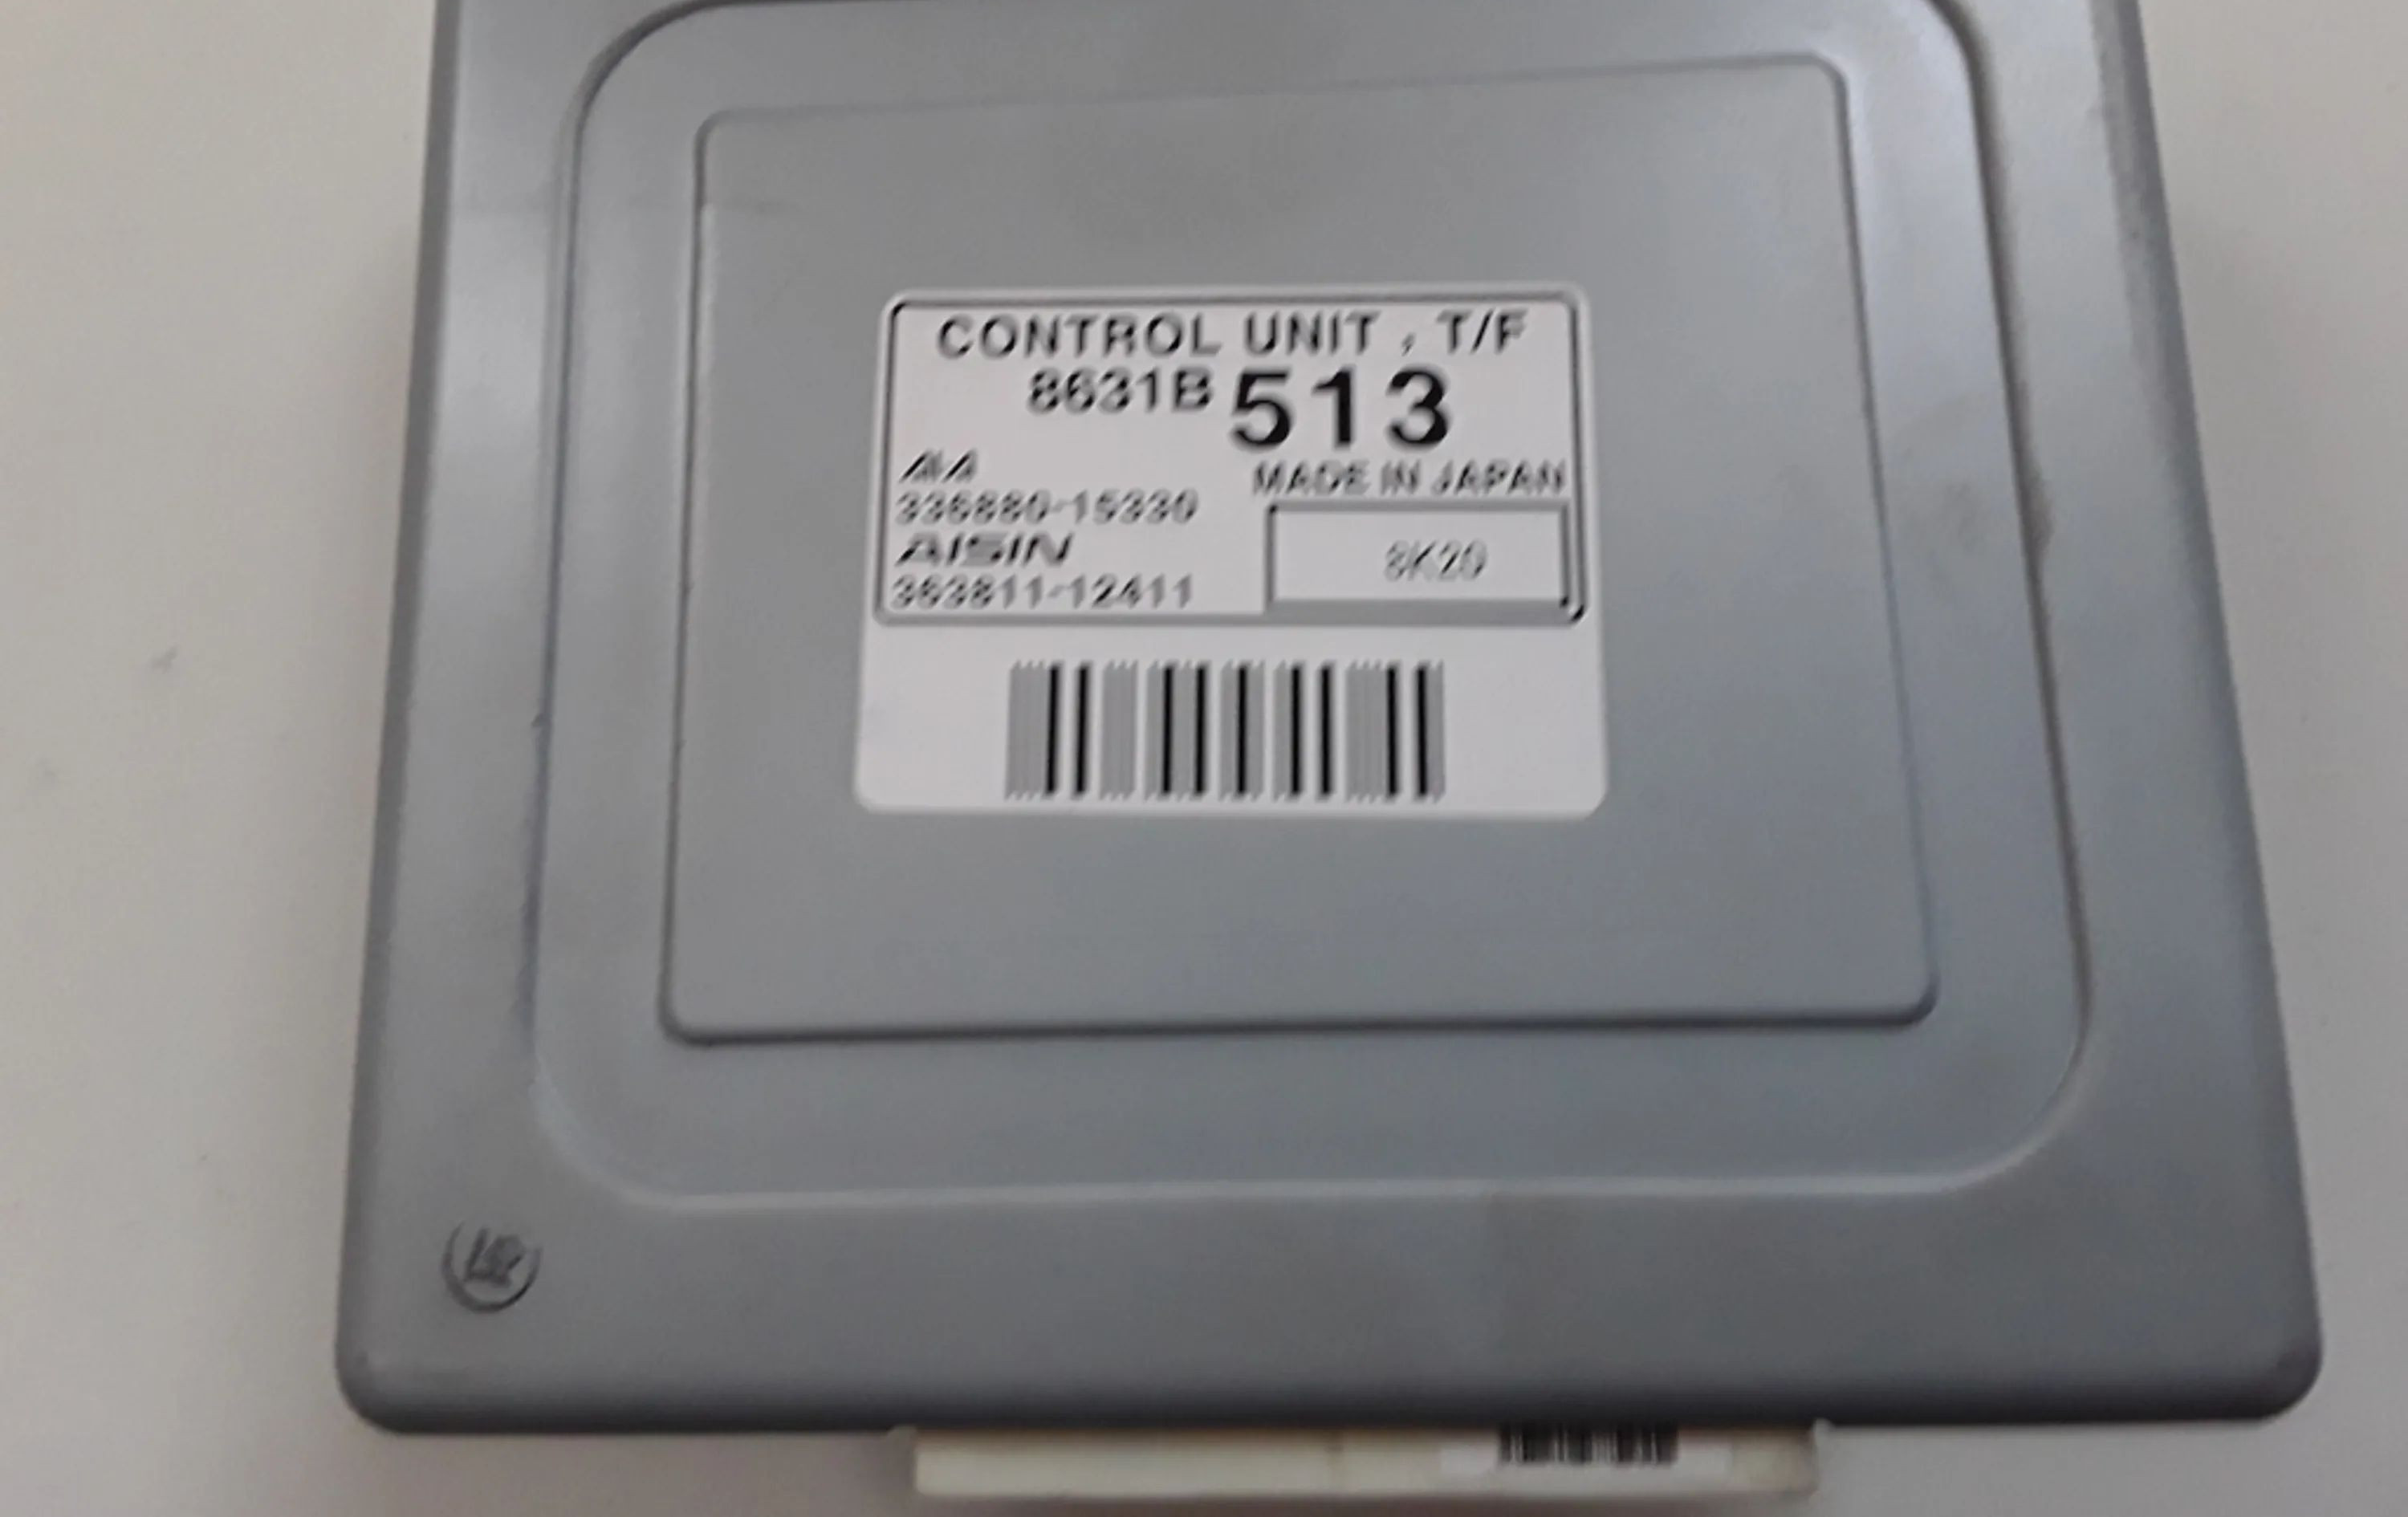 CONTROL UNIT , T/F
8631B 513
MADE IN JAPAN
336880-15330
AISIN
363811-12411
8K20